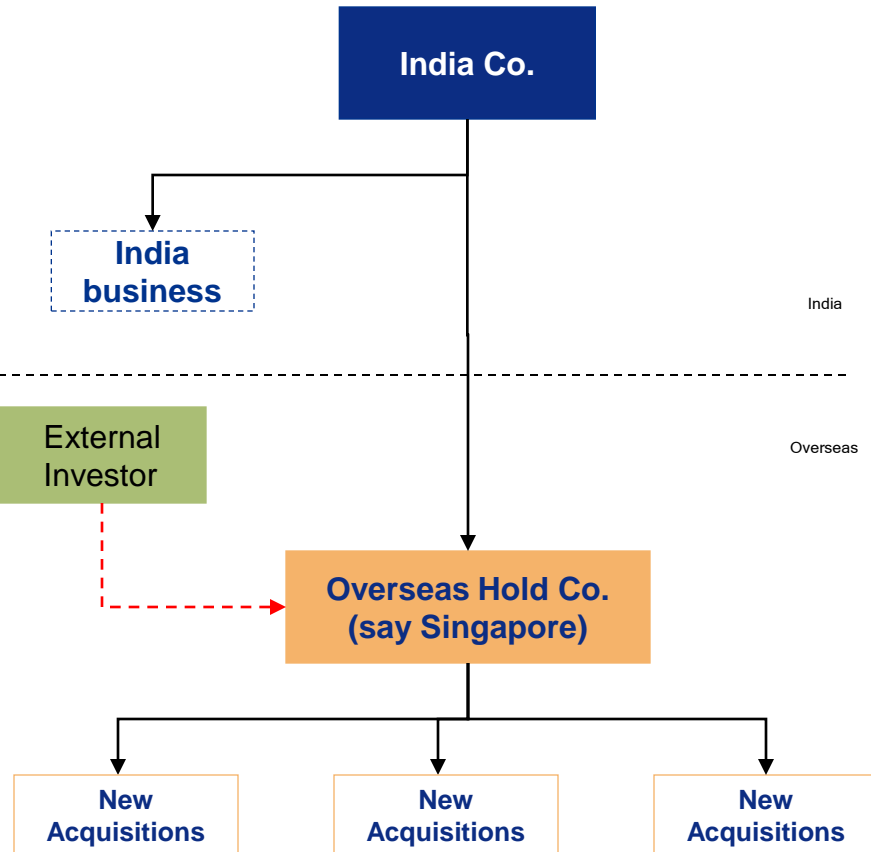 India Co.
India
business
India
External
Investor
Overseas
Overseas Hold Co.
(say Singapore)
New
Acquisitions
New
Acquisitions
New
Acquisitions